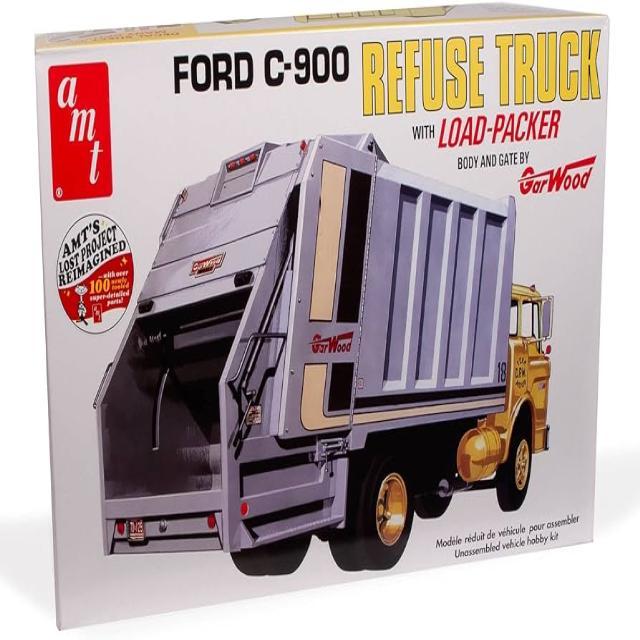 FORD C-900 REFUSE TRUCK
WITH LOAD-PACKER
BODY AND GATE BY
GarWood
amt
®
AMT'S
LOST PROJECT
REIMAGINED
-with over
100 newly
tooled
super-detailed
parts!
amt
GarWood
GarWood
18
Modèle réduit de véhicule pour assembler
Unassembled vehicle hobby kit